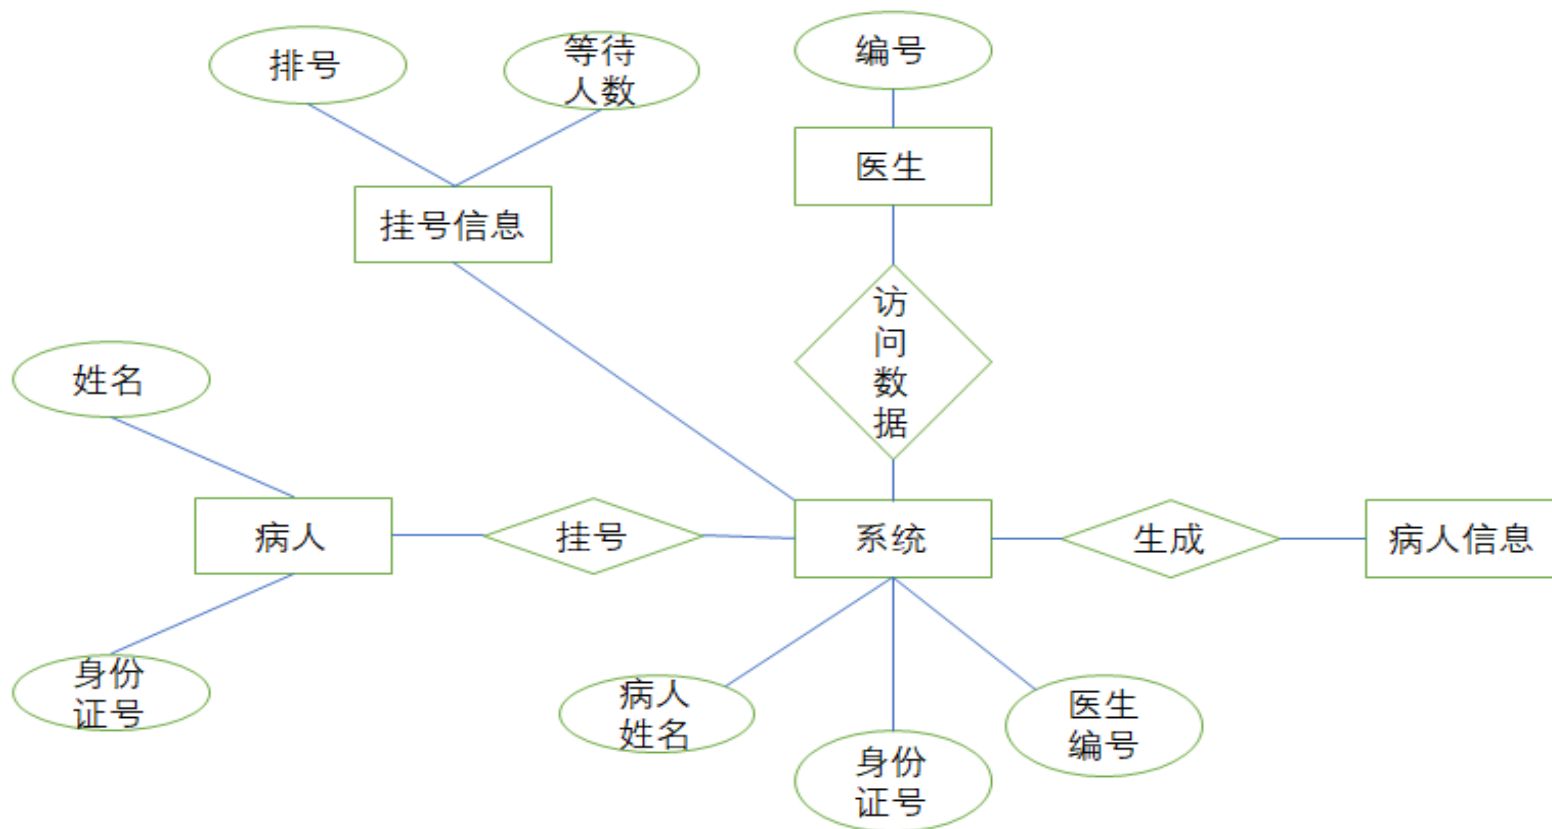 排号
等待
人数
编号
医生
挂号信息
访
问
数
据
姓名
病人
挂号
系统
生成
病人信息
身份
证号
病人
姓名
身份
证号
医生
编号